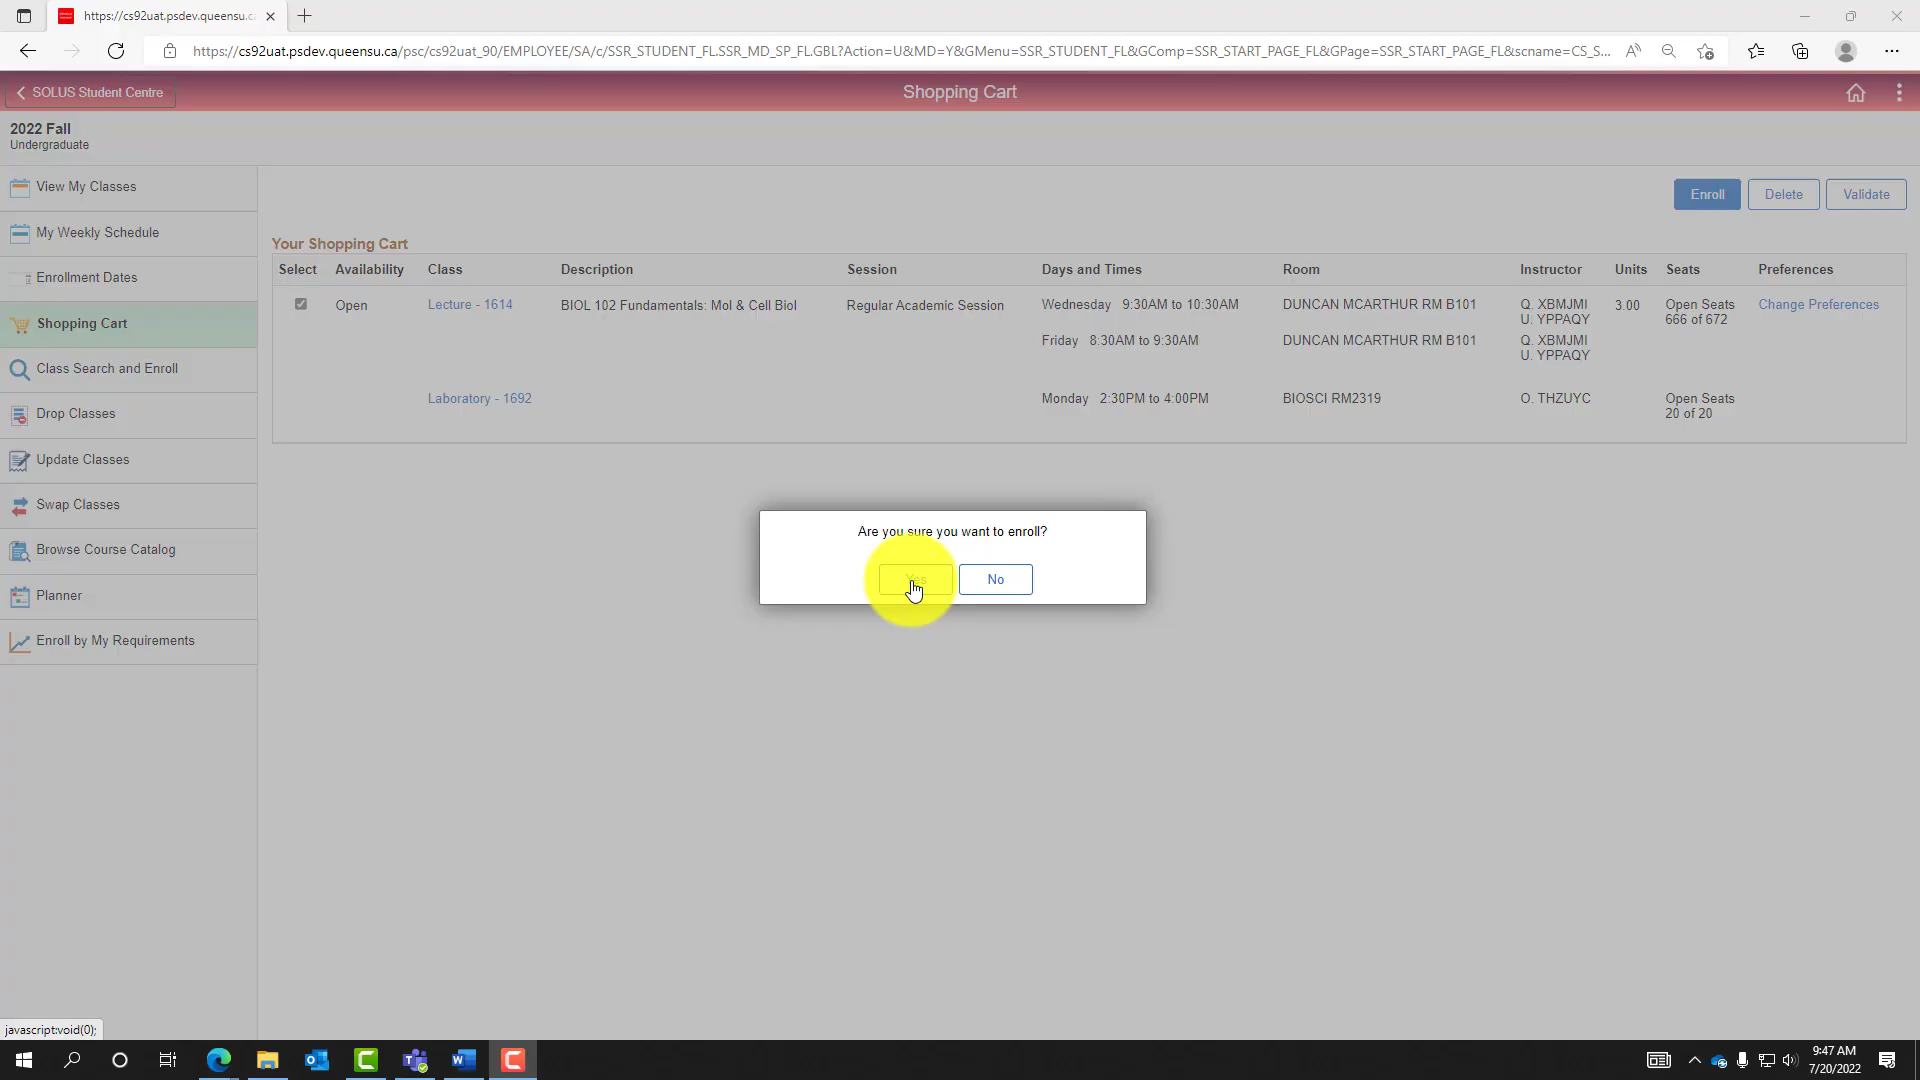 https://cs92uat.psdev.queensu.ca
https://cs92uat.psdev.queensu.ca/psc/cs92uat_90/EMPLOYEE/SA/c/SSR_STUDENT_FL.SSR_MD_SP_FL.GBL?Action=U&MD=Y&GMenu=SSR_STUDENT_FL&GComp=SSR_START_PAGE_FL&GPage=SSR_START_PAGE_FL&scname=CS_S...
SOLUS Student Centre
Shopping Cart
2022 Fall
Undergraduate
View My Classes
My Weekly Schedule
Enrollment Dates
Shopping Cart
Class Search and Enroll
Drop Classes
Update Classes
Swap Classes
Browse Course Catalog
Planner
Enroll by My Requirements
Enroll Delete Validate
Your Shopping Cart
Select Availability Class Description Session Days and Times Room Instructor Units Seats Preferences
Open Lecture - 1614 BIOL 102 Fundamentals: Mol & Cell Biol Regular Academic Session Wednesday 9:30AM to 10:30AM DUNCAN MCARTHUR RM B101 Q. XBMJMI 3.00 Open Seats Change Preferences
U. YPPAQY 666 of 672
Friday 8:30AM to 9:30AM DUNCAN MCARTHUR RM B101 Q. XBMJMI
U. YPPAQY
Laboratory - 1692 Monday 2:30PM to 4:00PM BIOSCI RM2319 O. THZUYC Open Seats
20 of 20
Are you sure you want to enroll?
Yes No
javascript:void(0);
9:47 AM
7/20/2022